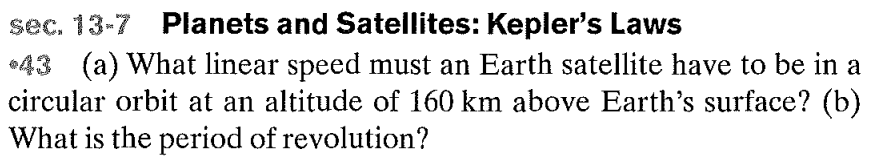 sec. 13-7 Planets and Satellites: Kepler's Laws
•43 (a) What linear speed must an Earth satellite have to be in a
circular orbit at an altitude of 160 km above Earth's surface? (b)
What is the period of revolution?